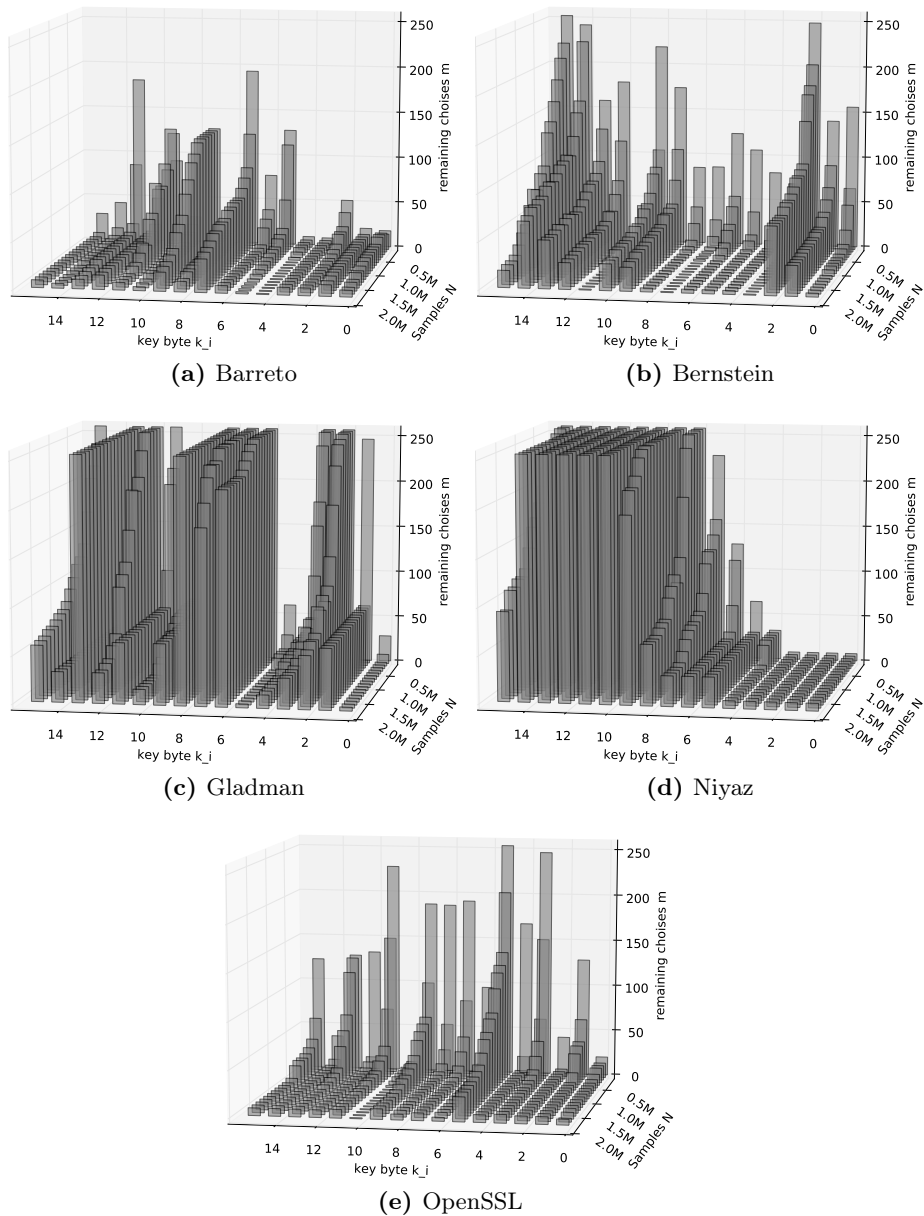 250
200
150
100
50
0
remaining choises m
0.5M
1.0M
1.5M
2.0M
Samples N
14 12 10 8 6 4 2 0
key byte k_i
(a) Barreto
250
200
150
100
50
0
remaining choises m
0.5M
1.0M
1.5M
2.0M
Samples N
14 12 10 8 6 4 2 0
key byte k_i
(b) Bernstein
250
200
150
100
50
0
remaining choises m
0.5M
1.0M
1.5M
2.0M
Samples N
14 12 10 8 6 4 2 0
key byte k_i
(c) Gladman
250
200
150
100
50
0
remaining choises m
0.5M
1.0M
1.5M
2.0M
Samples N
14 12 10 8 6 4 2 0
key byte k_i
(d) Niyaz
250
200
150
100
50
0
remaining choises m
0.5M
1.0M
1.5M
2.0M
Samples N
14 12 10 8 6 4 2 0
key byte k_i
(e) OpenSSL